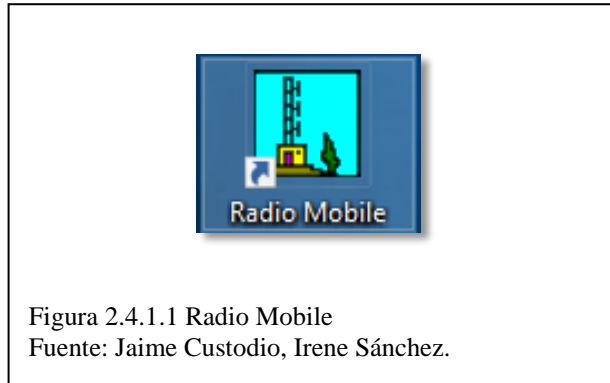 Radio Mobile
Figura 2.4.1.1 Radio Mobile
Fuente: Jaime Custodio, Irene Sánchez.